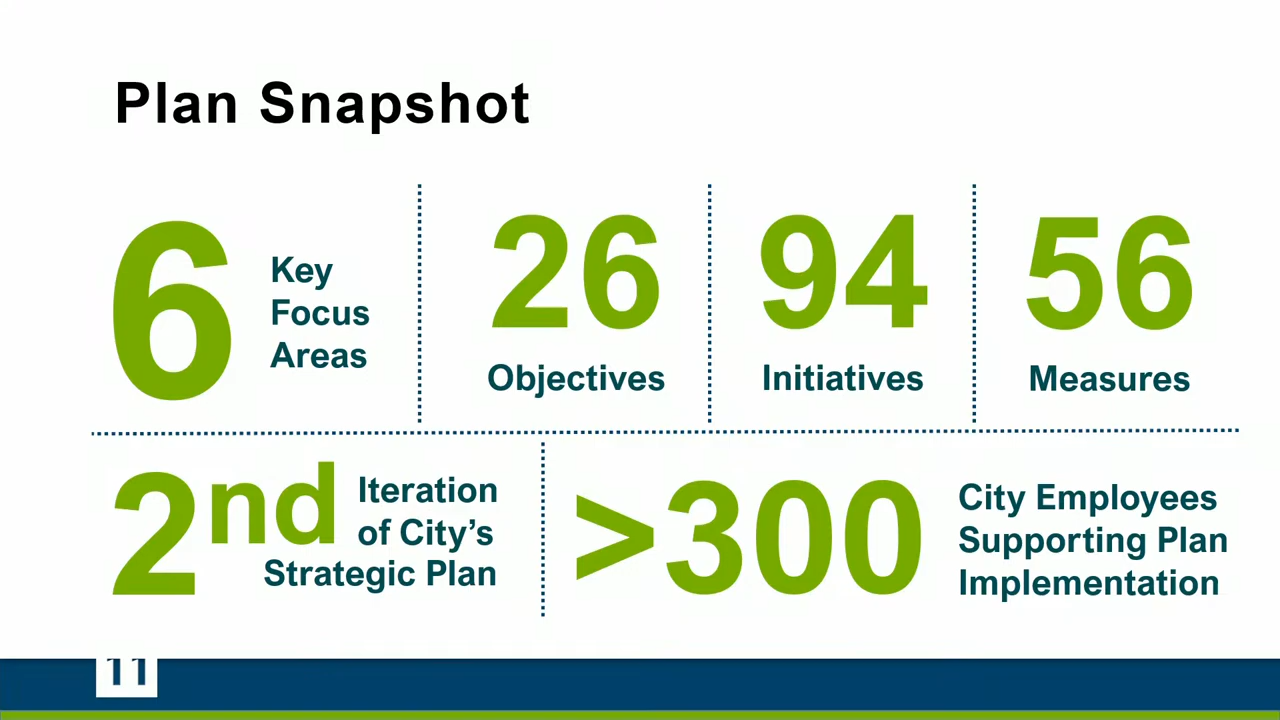 Plan Snapshot
6
Key
Focus
Areas
26
Objectives
94
Initiatives
56
Measures
2nd
Iteration
of City's
Strategic Plan
>300
City Employees
Supporting Plan
Implementation
11